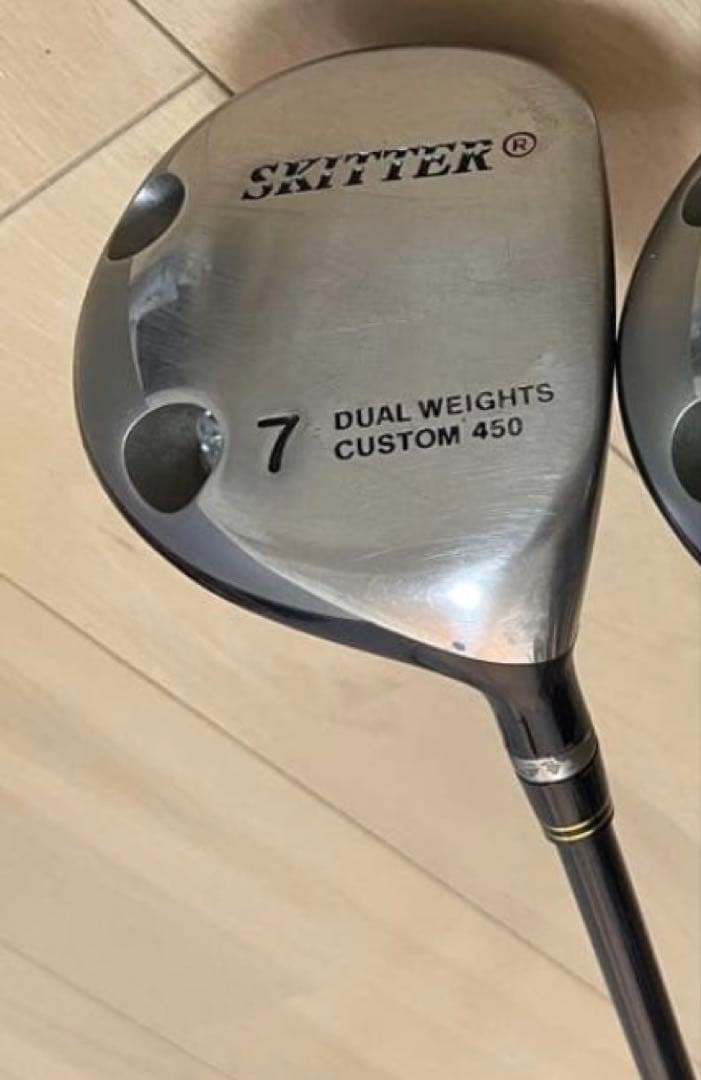 SKITTER®
7
DUAL WEIGHTS
CUSTOM 450